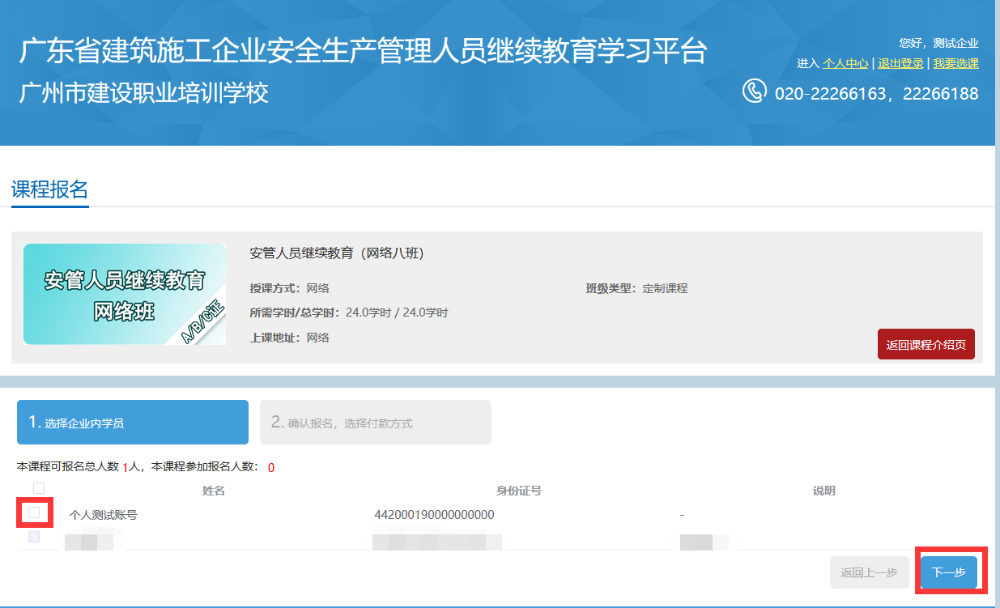 广东省建筑施工企业安全生产管理人员继续教育学习平台
广州市建设职业培训学校
您好，测试企业
进入 个人中心 | 退出登录 | 我要选课
020-22266163，22266188
课程报名
安管人员继续教育
网络班
A/B/C证
安管人员继续教育（网络八班）
授课方式：网络
班级类型：定制课程
所需学时/总学时：24.0学时 / 24.0学时
上课地址：网络
返回课程介绍页
1. 选择企业内学员
2. 确认报名，选择付款方式
本课程可报名总人数 1人，本课程参加报名人数： 0
姓名 身份证号 说明
个人测试账号 442000190000000000 -
返回上一步
下一步